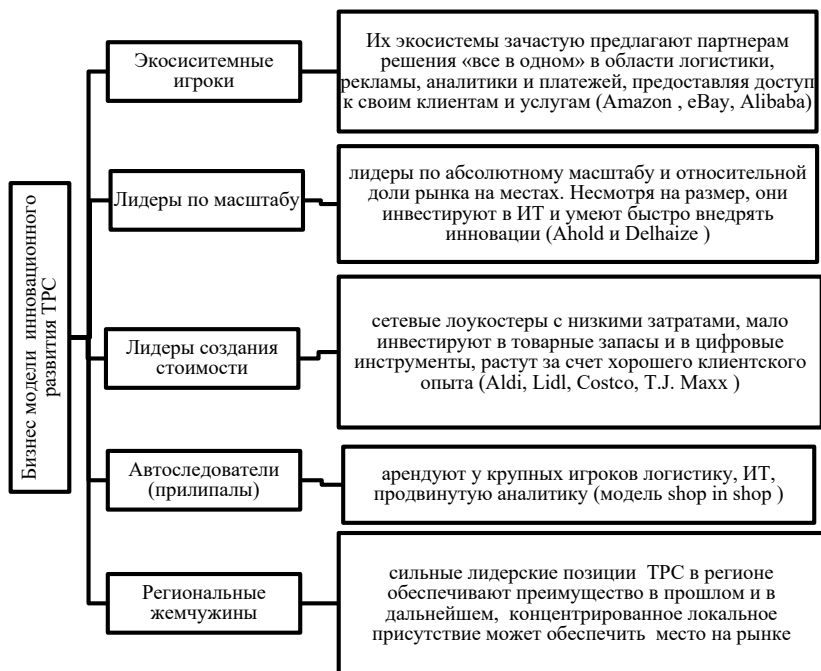 Бизнес модели инновационного
развития ТРС
Экосиситемные
игроки
Их экосистемы зачастую предлагают партнерам
решения «все в одном» в области логистики,
рекламы, аналитики и платежей, предоставляя доступ
к своим клиентам и услугам (Amazon , eBay, Alibaba)
Лидеры по масштабу
лидеры по абсолютному масштабу и относительной
доли рынка на местах. Несмотря на размер, они
инвестируют в ИТ и умеют быстро внедрять
инновации (Ahold и Delhaize )
Лидеры создания
стоимости
сетевые лоукостеры с низкими затратами, мало
инвестируют в товарные запасы и в цифровые
инструменты, растут за счет хорошего клиентского
опыта (Aldi, Lidl, Costco, T.J. Maxx )
Автоследователи
(прилипалы)
арендуют у крупных игроков логистику, ИТ,
продвинутую аналитику (модель shop in shop )
Региональные
жемчужины
сильные лидерские позиции ТРС в регионе
обеспечивают преимущество в прошлом и в
дальнейшем, концентрированное локальное
присутствие может обеспечить место на рынке